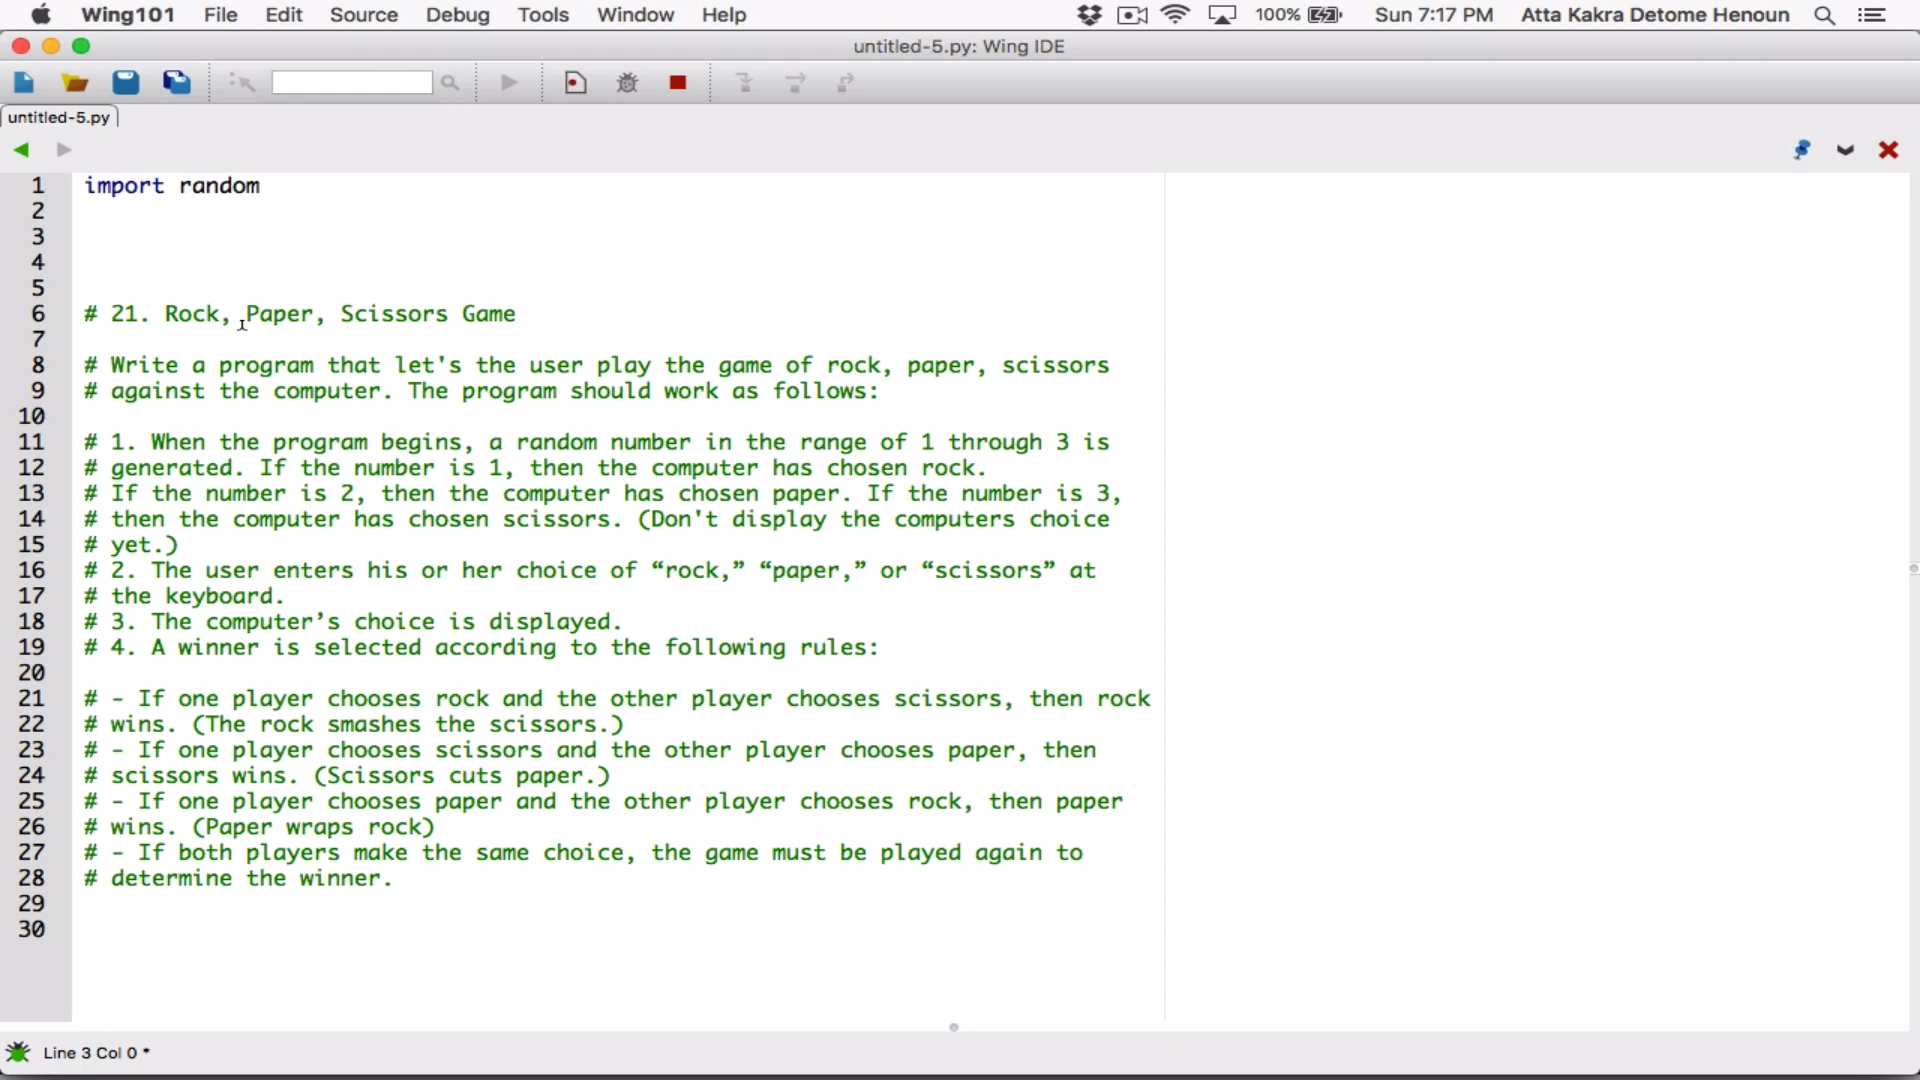 Wing101 File Edit Source Debug Tools Window Help 100% Sun 7:17 PM Atta Kakra Detome Henoun
untitled-5.py: Wing IDE
untitled-5.py
1 import random
2
3
4
5
6 # 21. Rock, Paper, Scissors Game
7
8 # Write a program that let's the user play the game of rock, paper, scissors
9 # against the computer. The program should work as follows:
10
11 # 1. When the program begins, a random number in the range of 1 through 3 is
12 # generated. If the number is 1, then the computer has chosen rock.
13 # If the number is 2, then the computer has chosen paper. If the number is 3,
14 # then the computer has chosen scissors. (Don't display the computers choice
15 # yet.)
16 # 2. The user enters his or her choice of “rock,” “paper,” or “scissors” at
17 # the keyboard.
18 # 3. The computer’s choice is displayed.
19 # 4. A winner is selected according to the following rules:
20
21 # - If one player chooses rock and the other player chooses scissors, then rock
22 # wins. (The rock smashes the scissors.)
23 # - If one player chooses scissors and the other player chooses paper, then
24 # scissors wins. (Scissors cuts paper.)
25 # - If one player chooses paper and the other player chooses rock, then paper
26 # wins. (Paper wraps rock)
27 # - If both players make the same choice, the game must be played again to
28 # determine the winner.
29
30
Line 3 Col 0 *